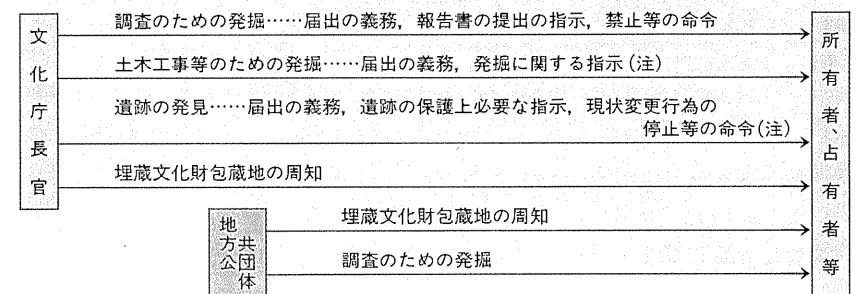 文化庁長官
調査のための発掘……届出の義務，報告書の提出の指示，禁止等の命令
土木工事等のための発掘……届出の義務，発掘に関する指示(注)
遺跡の発見……届出の義務，遺跡の保護上必要な指示，現状変更行為の
停止等の命令(注)
埋蔵文化財包蔵地の周知
地方公共団体
埋蔵文化財包蔵地の周知
調査のための発掘
所有者、占有者等